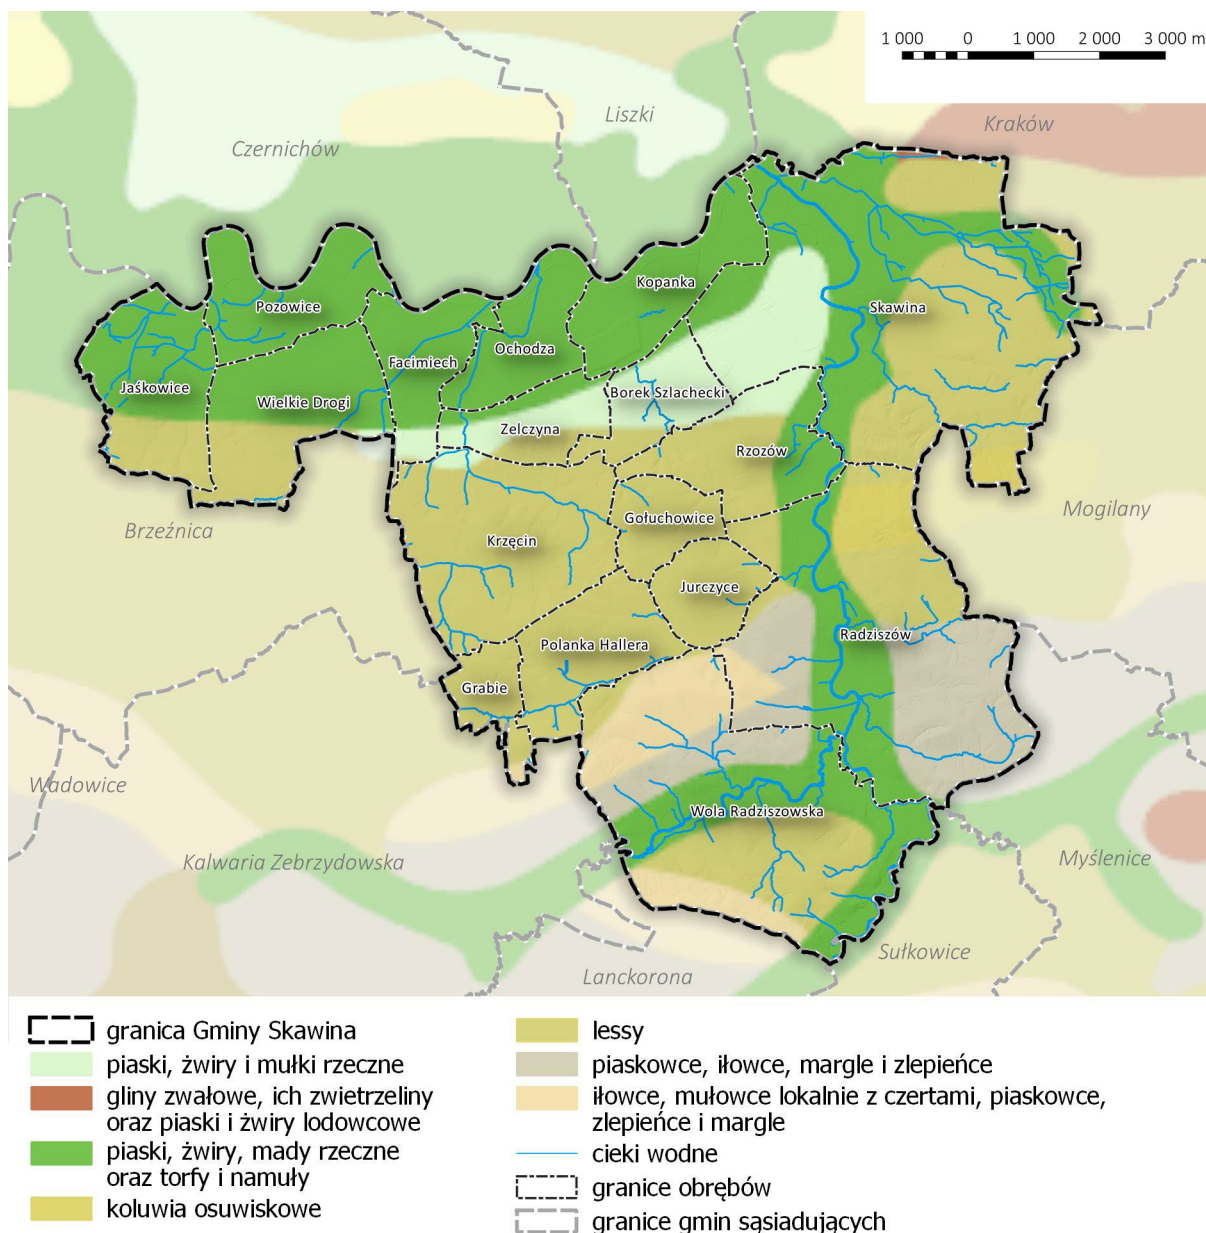 1 000 0 1 000 2 000 3 000 m
Liszki
Kraków
Czernichów
Kopanka
Pozowice
Skawina
Ochodza
Facimiech
Jaśkowice
Borek Szlachecki
Wielkie Drogi
Zelczyna
Rzozów
Mogilany
Gołuchowice
Brzeźnica
Krzęcin
Jurczyce
Radziszów
Polanka Hallera
Grabie
Wadowice
Wola Radziszowska
Kalwaria Zebrzydowska
Myślenice
Sułkowice
Lanckorona
granica Gminy Skawina
piaski, żwiry i mułki rzeczne
gliny zwałowe, ich zwietrzeliny
oraz piaski i żwiry lodowcowe
piaski, żwiry, mady rzeczne
oraz torfy i namuły
koluwia osuwiskowe
lessy
piaskowce, iłowce, margle i zlepieńce
iłowce, mułowce lokalnie z czertami, piaskowce,
zlepieńce i margle
cieki wodne
granice obrębów
granice gmin sąsiadujących